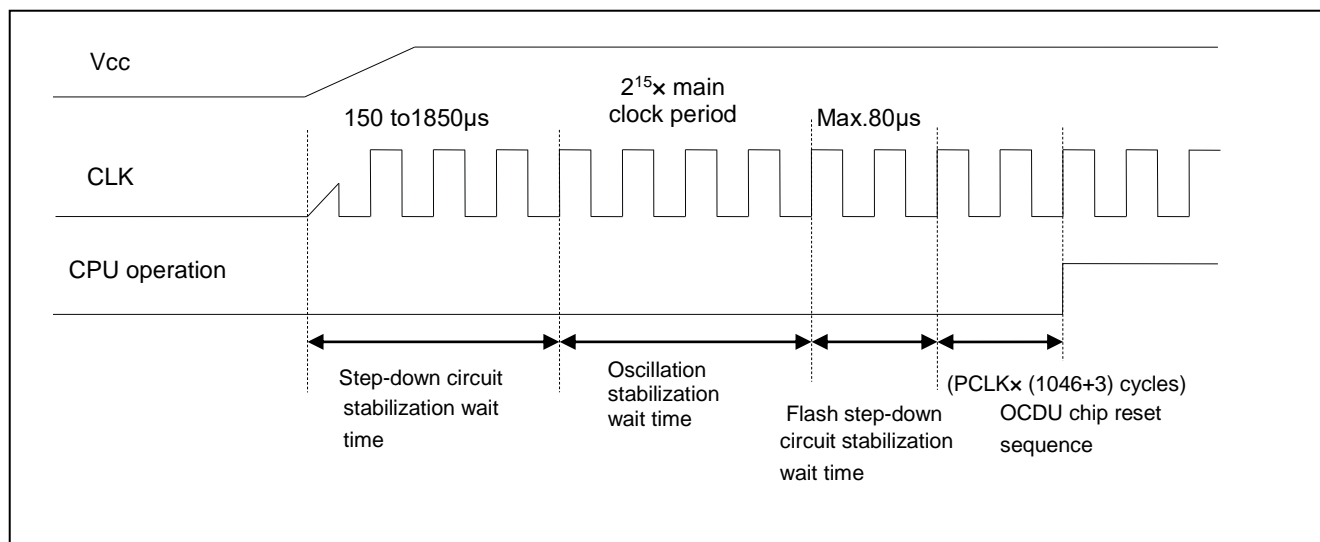 Vcc
2¹⁵× main
clock period
150 to1850µs
Max.80µs
CLK
CPU operation
Step-down circuit
stabilization wait
time
Oscillation
stabilization
wait time
Flash step-down
circuit stabilization
wait time
(PCLK× (1046+3) cycles)
OCDU chip reset
sequence